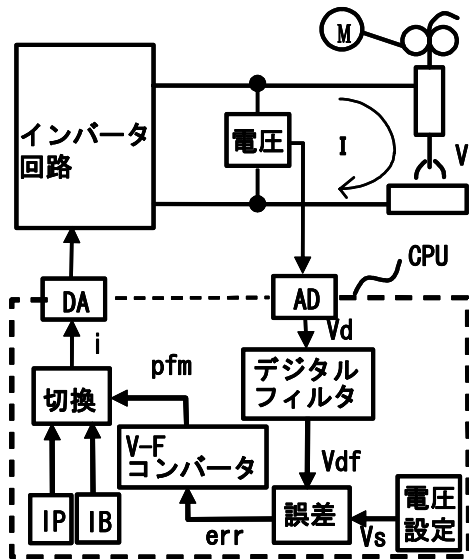 M
インバータ
回路
電圧
I
V
CPU
DA
AD
i
Vd
pfm
デジタル
フィルタ
切換
V-F
コンバータ
Vdf
電圧
設定
IP
IB
err
誤差
Vs